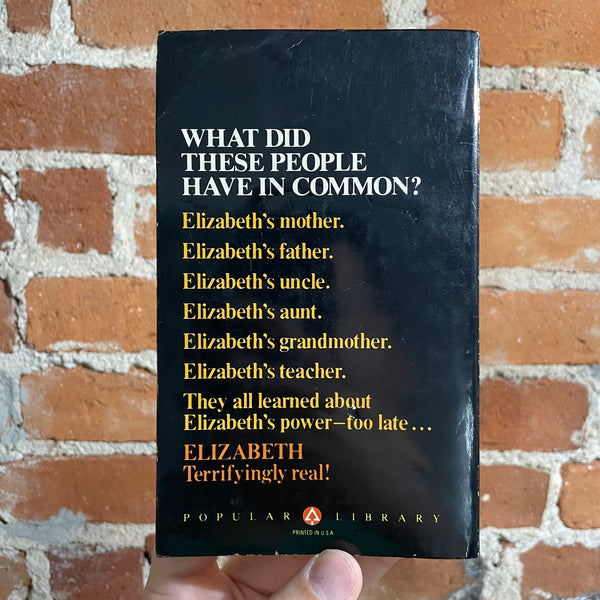 WHAT DID
THESE PEOPLE
HAVE IN COMMON?
Elizabeth's mother.
Elizabeth's father.
Elizabeth's uncle.
Elizabeth's aunt.
Elizabeth's grandmother.
Elizabeth's teacher.
They all learned about
Elizabeth's power—too late...
ELIZABETH
Terrifyingly real!
POPULAR LIBRARY
PRINTED IN U.S.A.